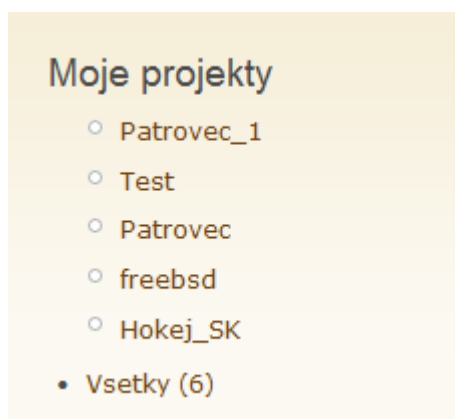 Moje projekty
Patrovec_1
Test
Patrovec
freebsd
Hokej_SK
Vsetky (6)